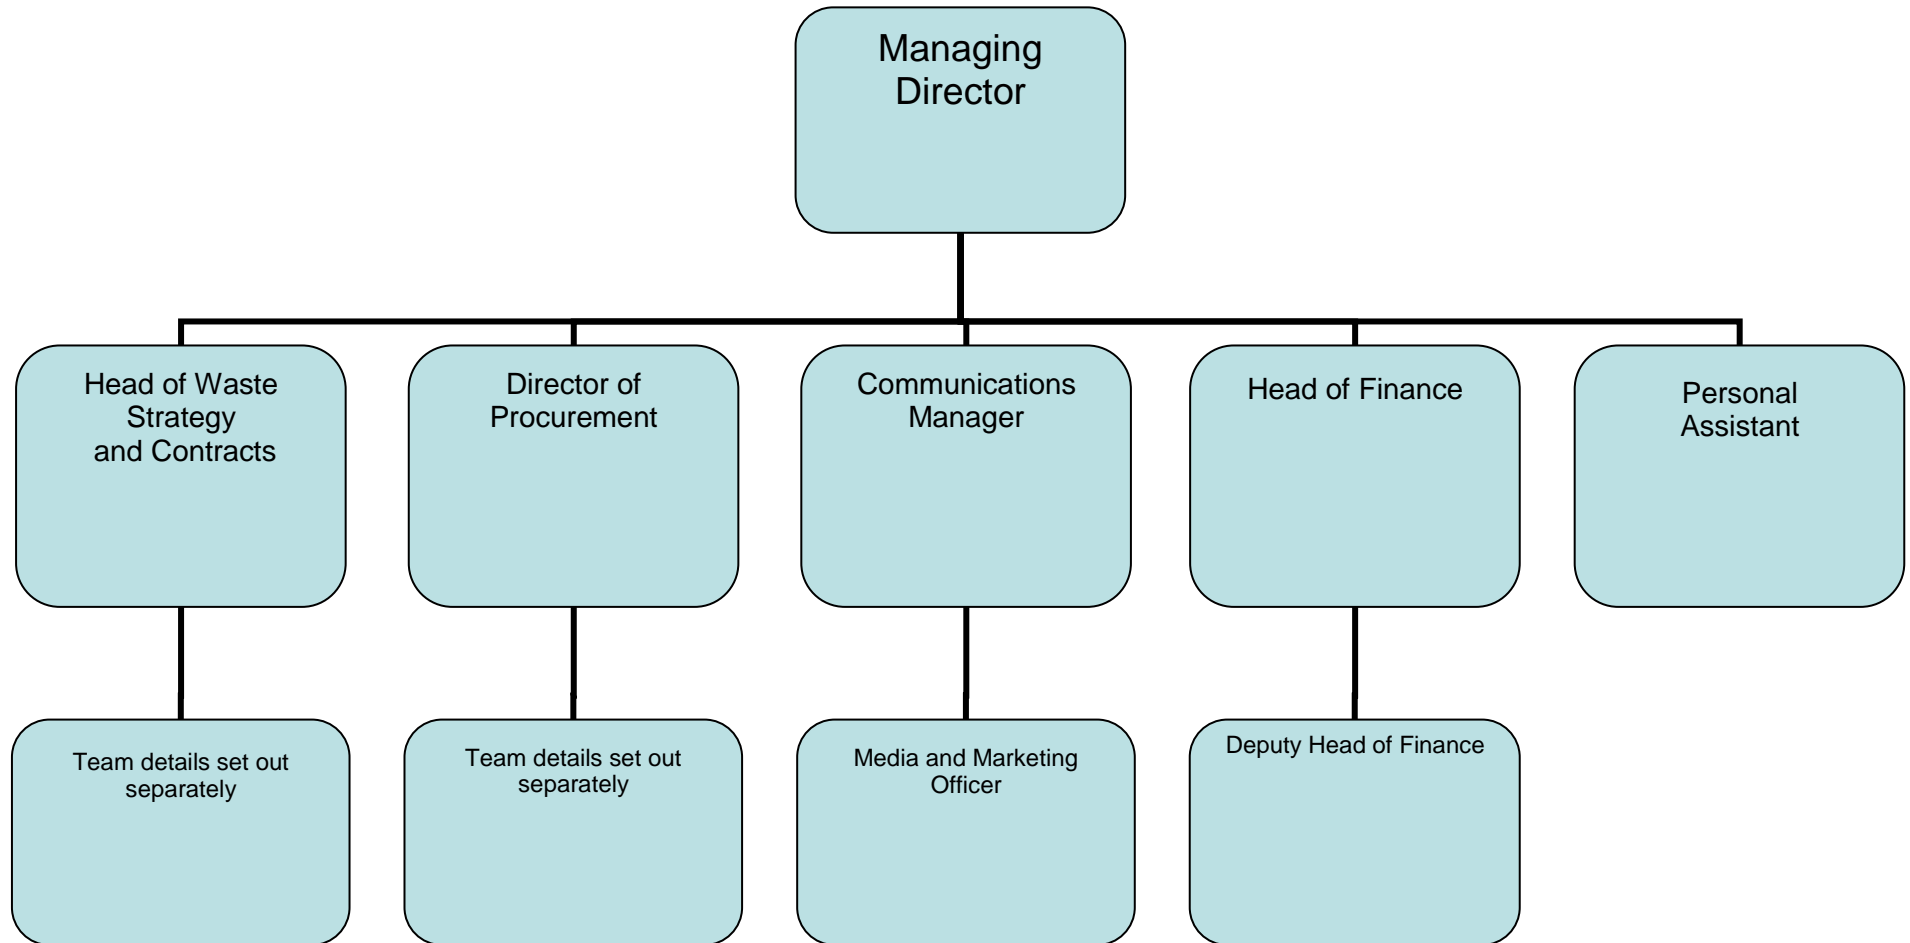 Managing
Director
Head of Waste
Strategy
and Contracts
Director of
Procurement
Communications
Manager
Head of Finance
Personal
Assistant
Team details set out
separately
Team details set out
separately
Media and Marketing
Officer
Deputy Head of Finance